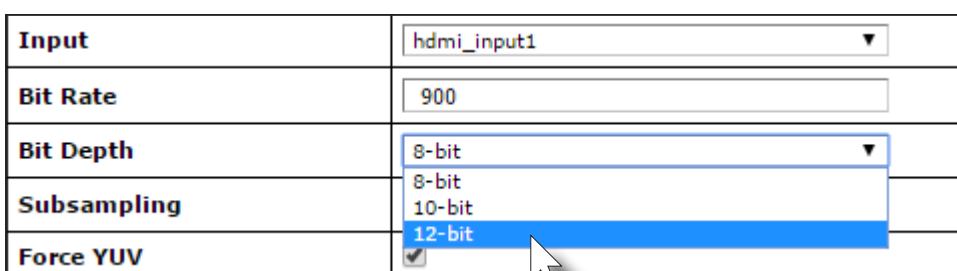 Input hdmi_input1
Bit Rate 900
Bit Depth 8-bit
8-bit
Subsampling 10-bit
12-bit
Force YUV